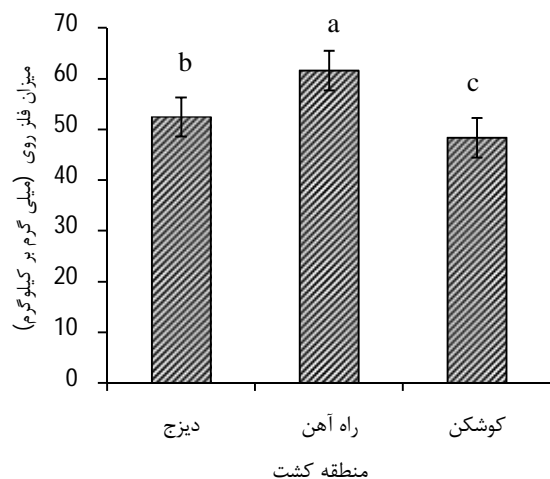 70
60
50
40
30
20
10
0
میزان فلز روی (میلی گرم بر کیلوگرم)
b
a
c
دیزج
راه آهن
کوشکن
منطقه کشت